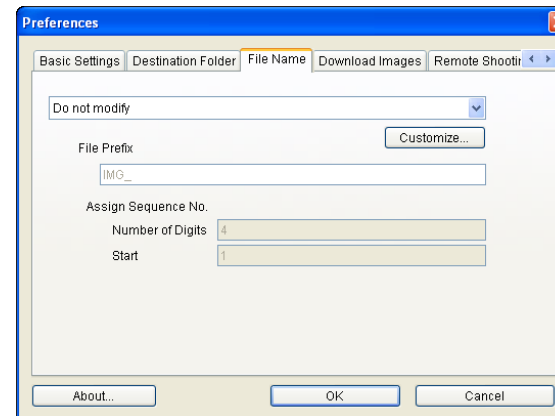 Preferences
Basic Settings Destination Folder File Name Download Images Remote Shootin
Do not modify
Customize...
File Prefix
IMG_
Assign Sequence No.
Number of Digits 4
Start 1
About... OK Cancel